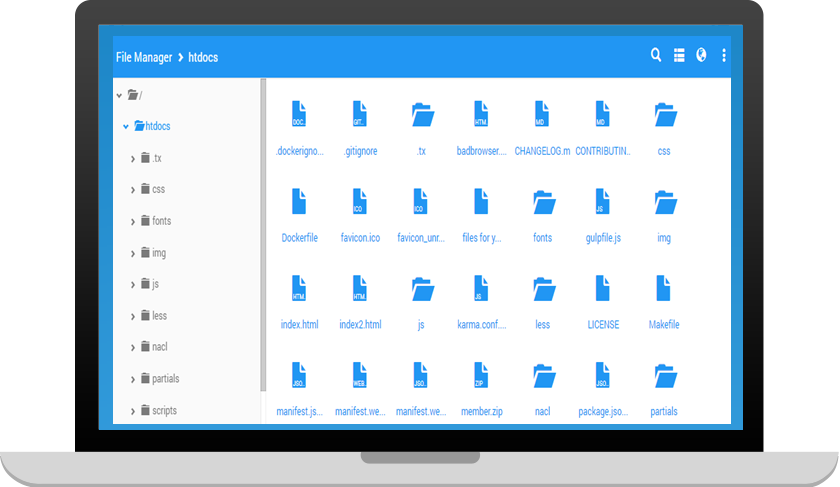 File Manager > htdocs
/
htdocs
.tx
css
fonts
img
js
less
nacl
partials
scripts
DOC.. GIT.. HTM. MD MD
.dockerigno... .gitignore .tx badbrowser.... CHANGELOG.m CONTRIBUTIN.. css
ICO ICO JS
Dockerfile favicon.ico favicon_unr... files for y... fonts gulpfile.js img
HTM. HTM. JS
index.html index2.html js karma.conf.... less LICENSE Makefile
JSO. WEB. JSO. ZIP JSO.
manifest.js... manifest.we... manifest.we... member.zip nacl package.jso... partials